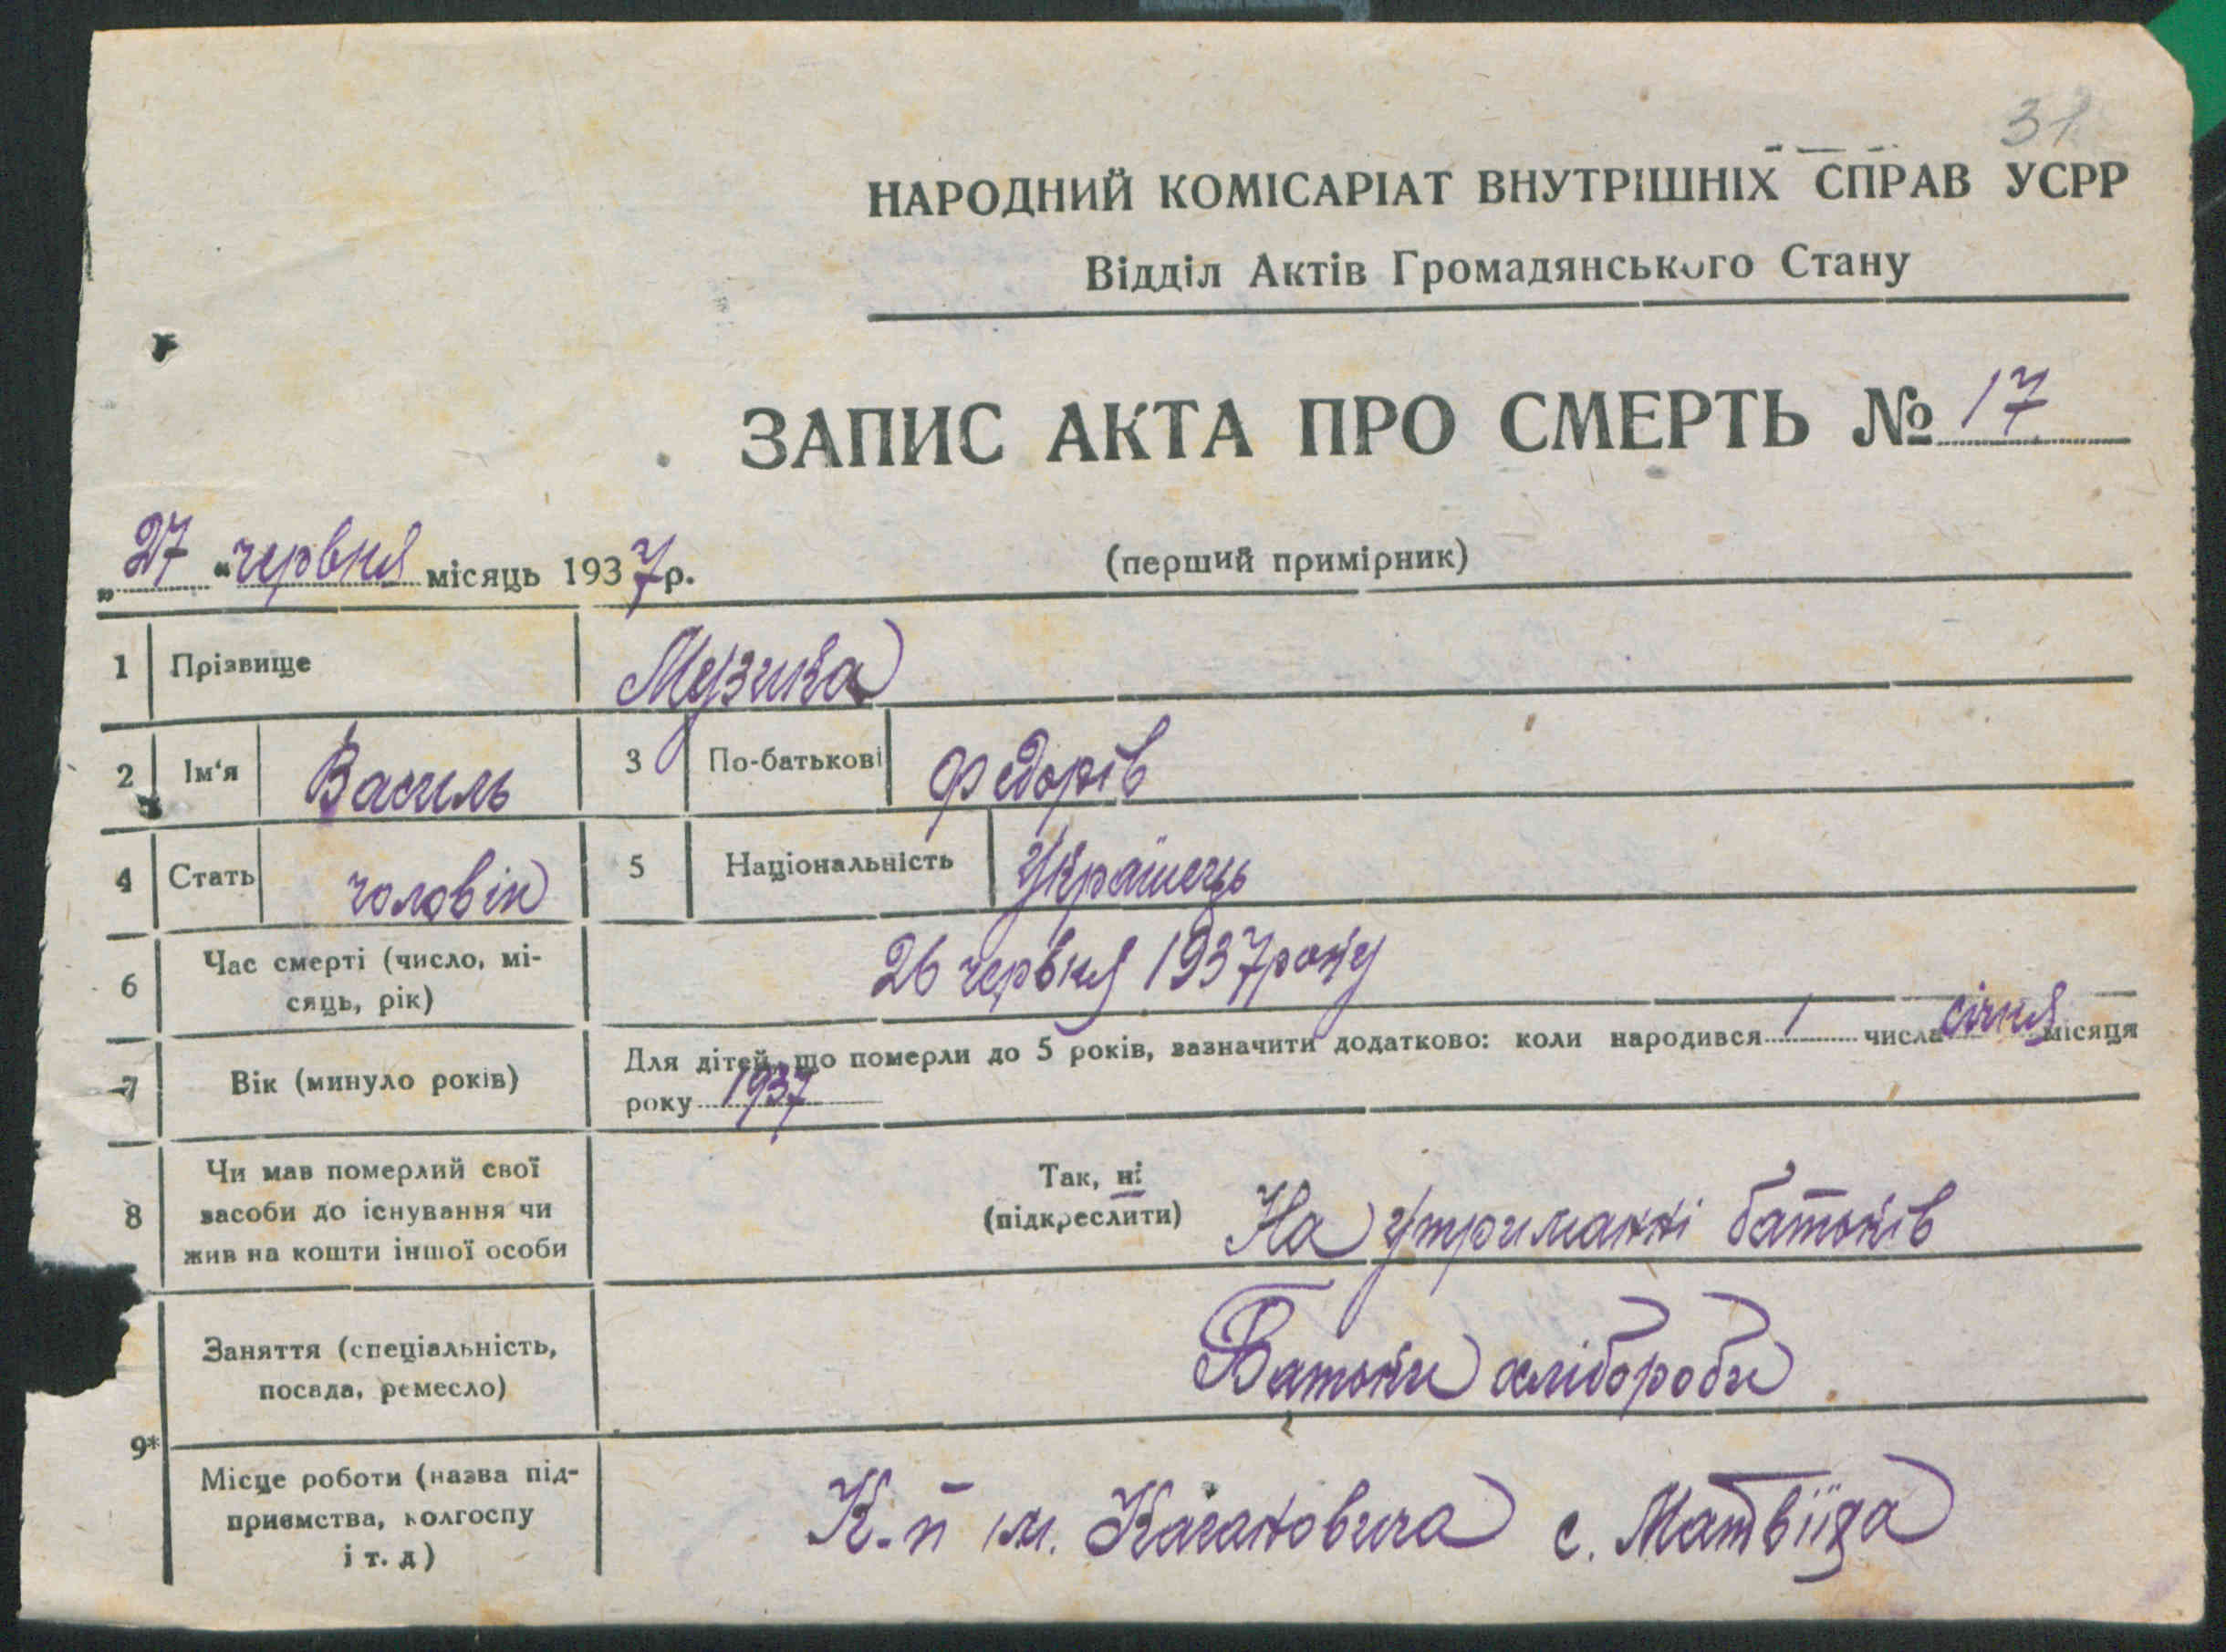 31
НАРОДНИЙ КОМІСАРІАТ ВНУТРІШНІХ СПРАВ УСРР
Відділ Актів Громадянського Стану
ЗАПИС АКТА ПРО СМЕРТЬ № 17
„27“ червня місяць 1937 р.
(перший примірник)
1 Прізвище Музика
2 Ім‘я Василь 3 По-батькові Федорів
4 Стать чоловік 5 Національність Українець
6 Час смерті (число, мі-
сяць, рік) 26 червня 1937 року
7 Вік (минуло років) Для дітей, що померли до 5 років, зазначити додатково: коли народився 1 числа січня місяця
року 1937
8 Чи мав померлий свої
засоби до існування чи
жив на кошти іншої особи
Так, ні
(підкреслити) На утриманні батьків
9*
Заняття (спеціальність,
посада, ремесло) Батьки хлібороби
Місце роботи (назва під-
приємства, колгоспу
і т. д) К-п ім. Кагановича с. Матвіїха